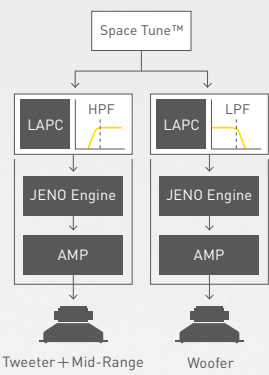 Space Tune™
LAPC HPF LAPC LPF
JENO Engine JENO Engine
AMP AMP
Tweeter+Mid-Range Woofer